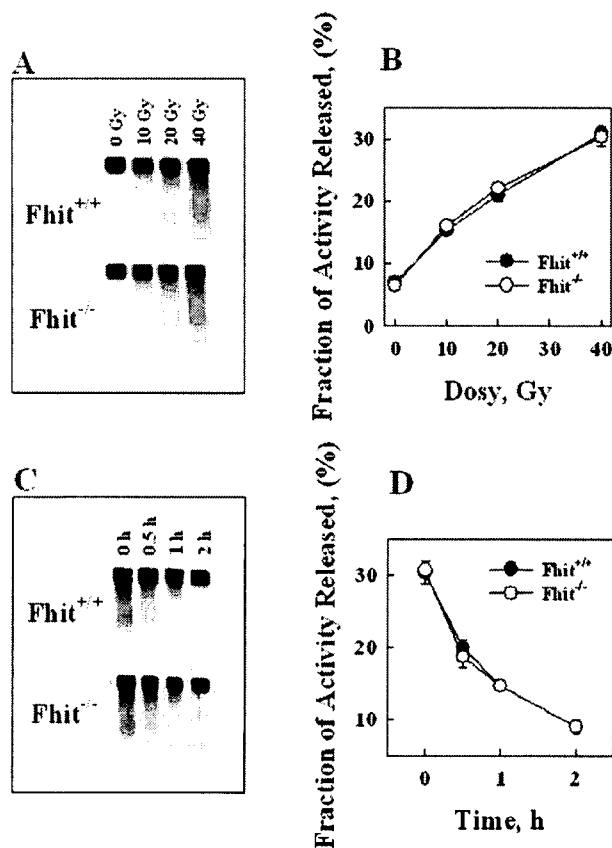 A
0 Gy
10 Gy
20 Gy
40 Gy
Fhit+/+
Fhit-/-
B
Fraction of Activity Released, (%)
30
20
10
0
Fhit+/+
Fhit-/-
0 10 20 30 40
Dosy, Gy
C
0 h
0.5 h
1 h
2 h
Fhit+/+
Fhit-/-
D
Fraction of Activity Released, (%)
30
20
10
Fhit+/+
Fhit-/-
0 1 2
Time, h